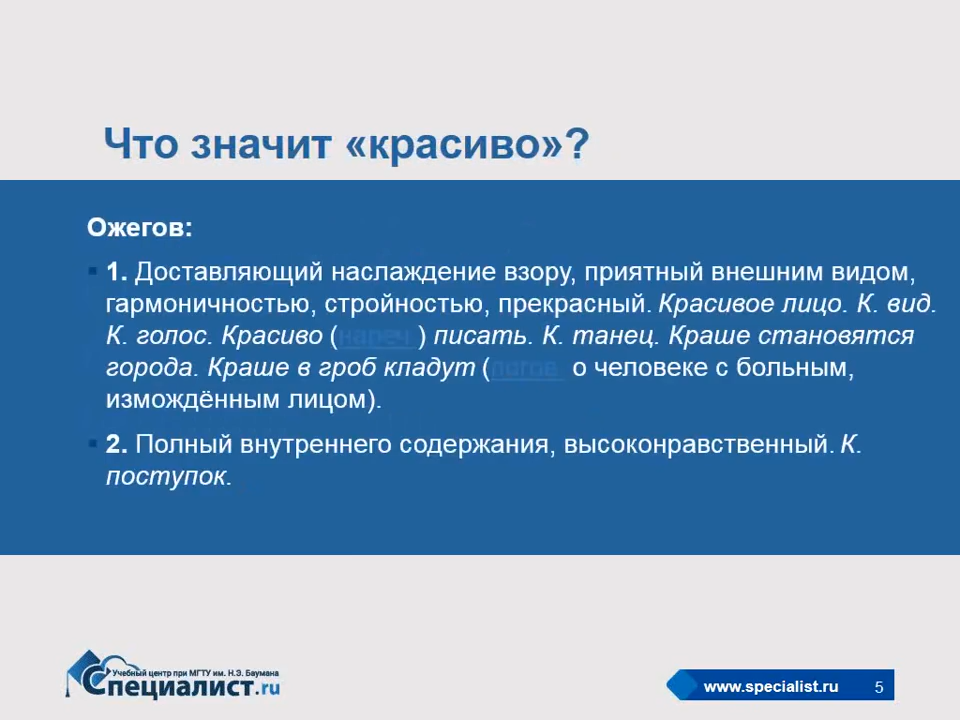 Что значит «красиво»?
Ожегов:
1. Доставляющий наслаждение взору, приятный внешним видом,
гармоничностью, стройностью, прекрасный. Красивое лицо. К. вид.
К. голос. Красиво (нареч.) писать. К. танец. Краше становятся
города. Краше в гроб кладут (погов. о человеке с больным,
измождённым лицом).
2. Полный внутреннего содержания, высоконравственный. К.
поступок.
Учебный центр при МГТУ им. Н.Э. Баумана
Специалист.ru
www.specialist.ru 5